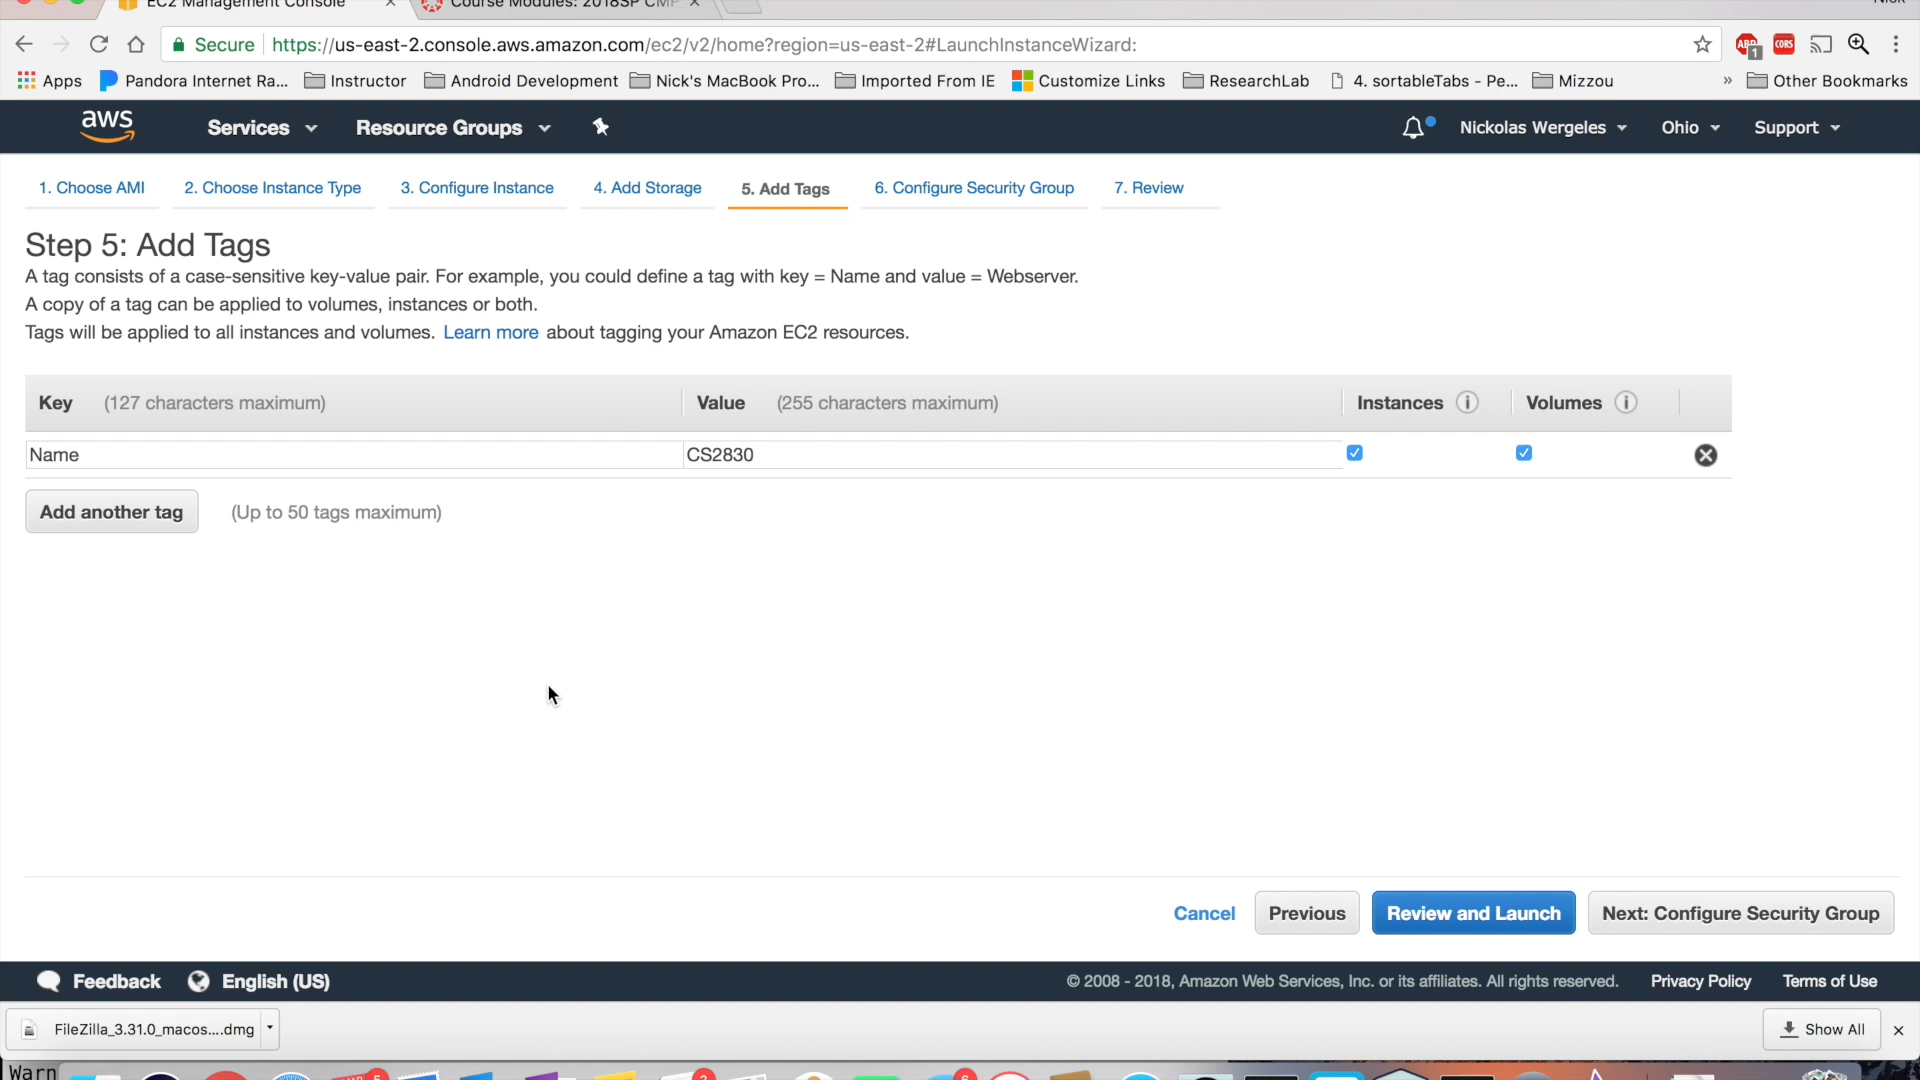 EC2 Management Console
Course Modules: 2018SP CMP
Nick
Secure https://us-east-2.console.aws.amazon.com/ec2/v2/home?region=us-east-2#LaunchInstanceWizard:
ABP 1 CORS
Apps Pandora Internet Ra... Instructor Android Development Nick's MacBook Pro... Imported From IE Customize Links ResearchLab 4. sortableTabs - Pe... Mizzou » Other Bookmarks
aws Services Resource Groups Nickolas Wergeles Ohio Support
1. Choose AMI 2. Choose Instance Type 3. Configure Instance 4. Add Storage 5. Add Tags 6. Configure Security Group 7. Review
Step 5: Add Tags
A tag consists of a case-sensitive key-value pair. For example, you could define a tag with key = Name and value = Webserver.
A copy of a tag can be applied to volumes, instances or both.
Tags will be applied to all instances and volumes. Learn more about tagging your Amazon EC2 resources.
Key (127 characters maximum) Value (255 characters maximum) Instances i Volumes i
Name CS2830
Add another tag (Up to 50 tags maximum)
Cancel Previous Review and Launch Next: Configure Security Group
Feedback English (US) © 2008 - 2018, Amazon Web Services, Inc. or its affiliates. All rights reserved. Privacy Policy Terms of Use
FileZilla_3.31.0_macos....dmg Show All
Warn